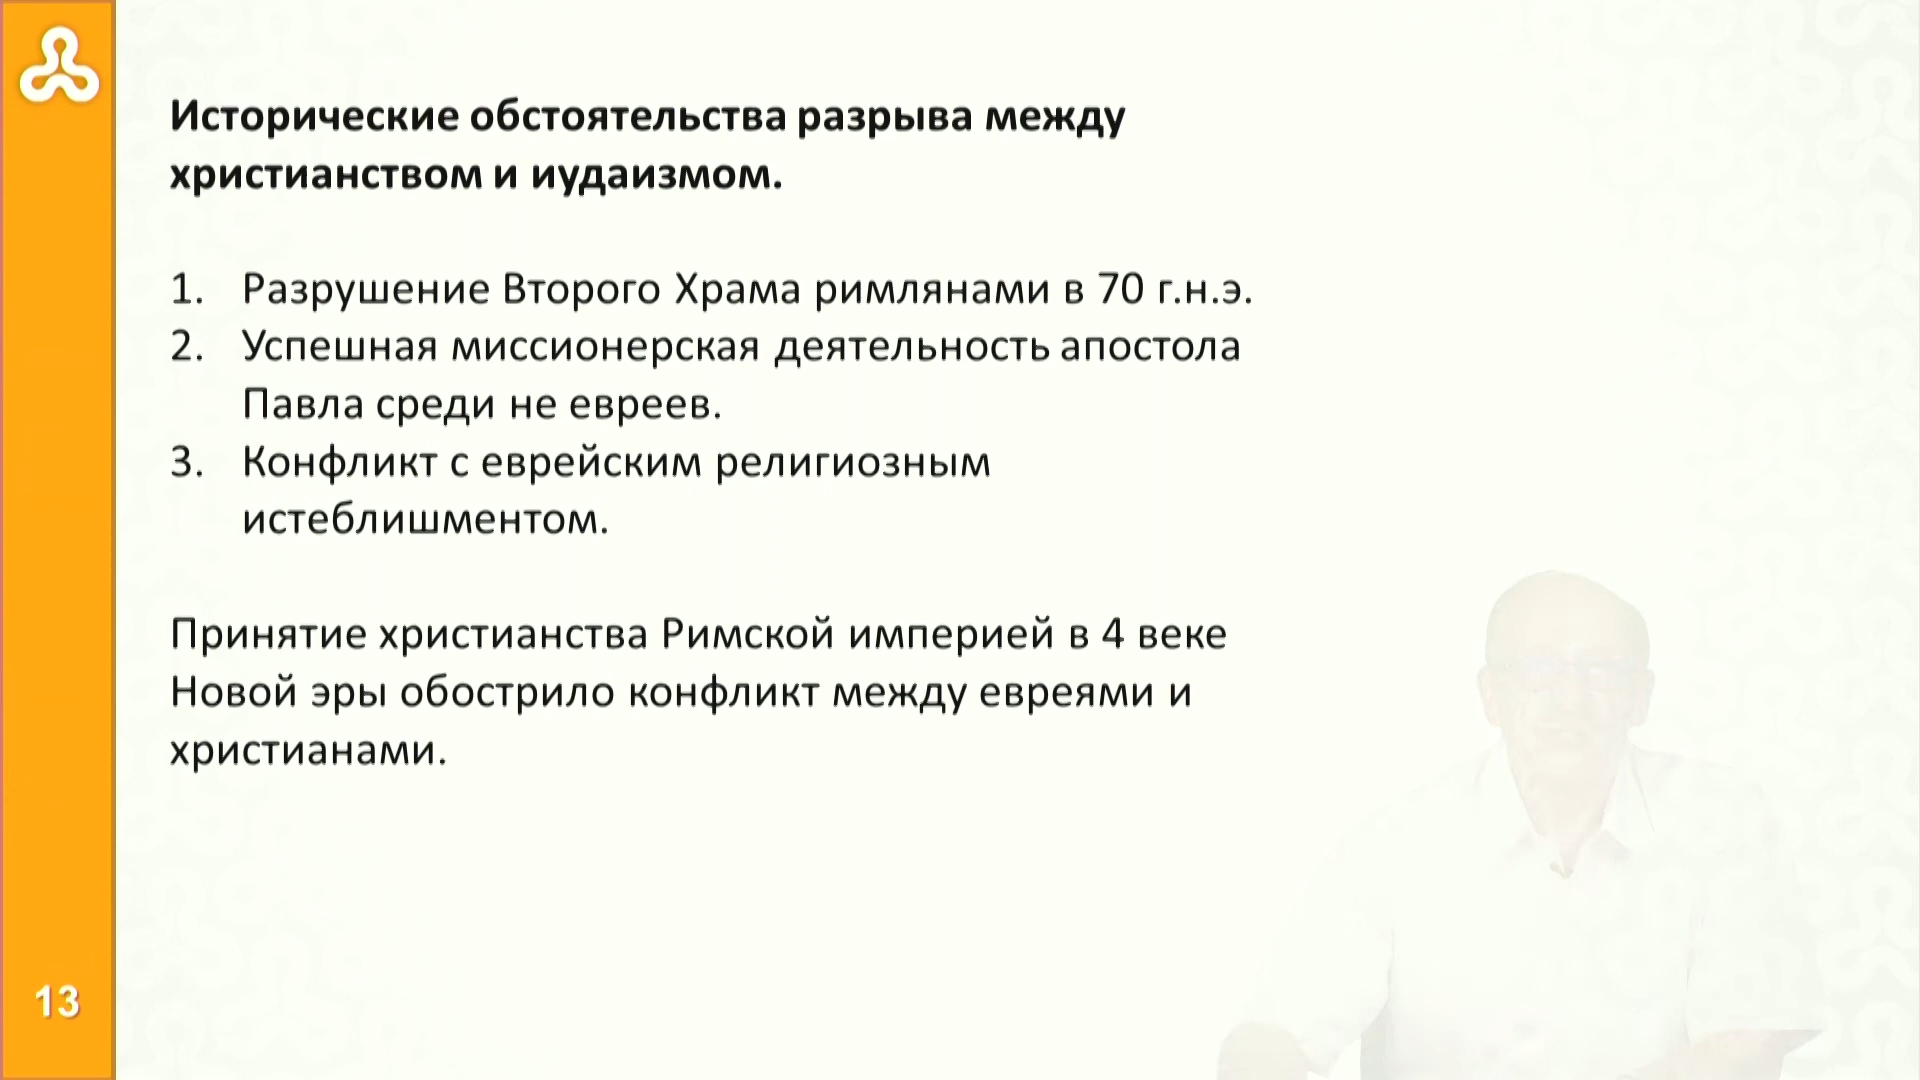 Исторические обстоятельства разрыва между
христианством и иудаизмом.
1. Разрушение Второго Храма римлянами в 70 г.н.э.
2. Успешная миссионерская деятельность апостола
Павла среди не евреев.
3. Конфликт с еврейским религиозным
истеблишментом.
Принятие христианства Римской империей в 4 веке
Новой эры обострило конфликт между евреями и
христианами.
13